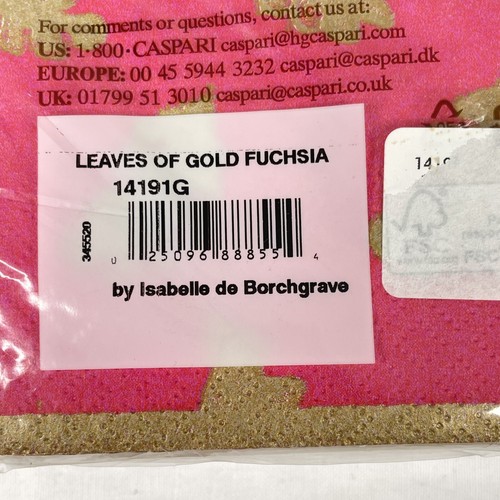 For comments or questions, contact us at:
US: 1-800-CASPARI caspari@hgcaspari.com
EUROPE: 00 45 5944 3232 caspari@caspari.dk
UK: 01799 51 3010 caspari@caspari.co.uk
LEAVES OF GOLD FUCHSIA
14191G
345520
0 25096 88855 4
by Isabelle de Borchgrave